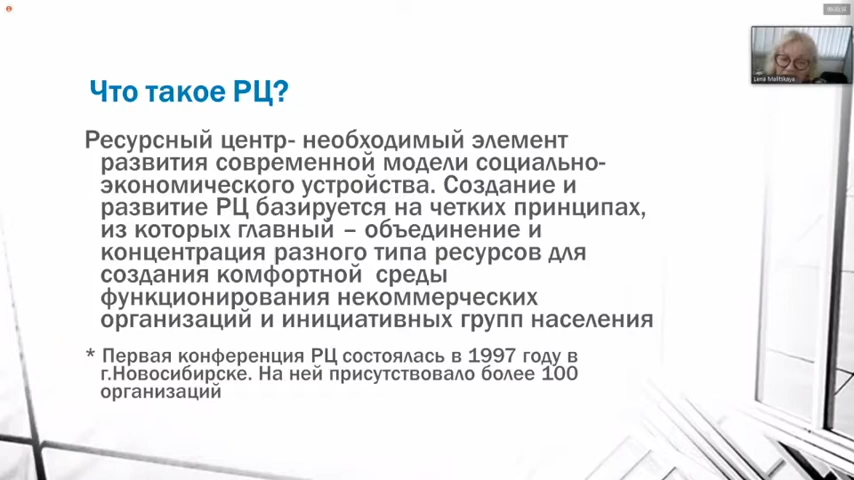 Что такое РЦ?
Ресурсный центр- необходимый элемент
развития современной модели социально-
экономического устройства. Создание и
развитие РЦ базируется на четких принципах,
из которых главный – объединение и
концентрация разного типа ресурсов для
создания комфортной  среды
функционирования некоммерческих
организаций и инициативных групп населения
* Первая конференция РЦ состоялась в 1997 году в
г.Новосибирске. На ней присутствовало более 100
организаций
Lena Malitskaya